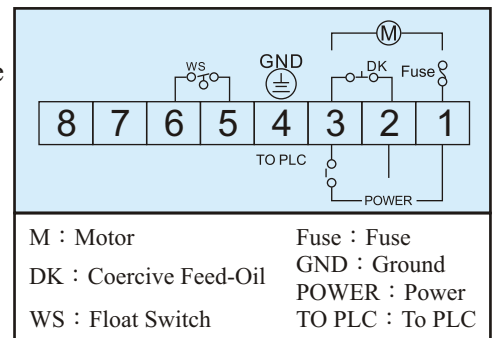 e
M
WS
GND
DK
Fuse
8 7 6 5 4 3 2 1
TO PLC
POWER
M：Motor
Fuse：Fuse
DK：Coercive Feed-Oil
GND：Ground
POWER：Power
WS：Float Switch
TO PLC：To PLC